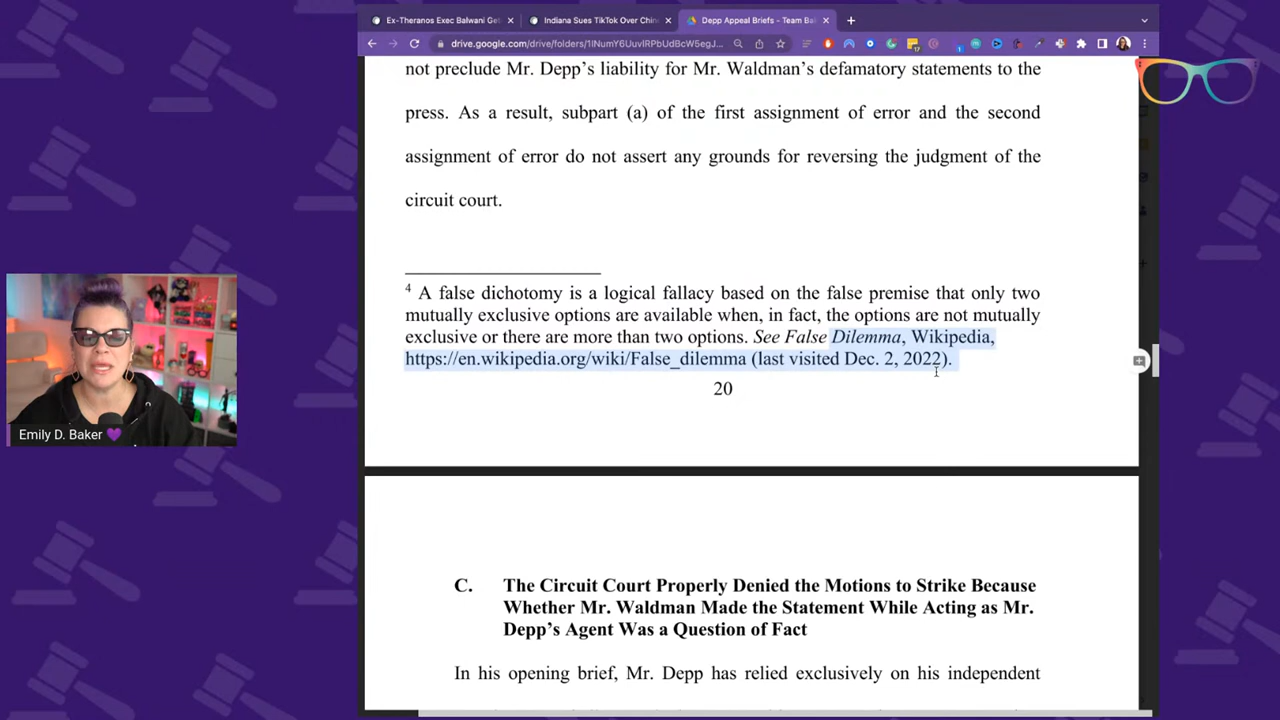 Ex-Theranos Exec Balwani Ge
Indiana Sues TikTok Over Chin
Depp Appeal Briefs - Team Ba
drive.google.com/drive/folders/1INumY6UuvIRPbUdBcW5egJ...
not preclude Mr. Depp's liability for Mr. Waldman's defamatory statements to the
press. As a result, subpart (a) of the first assignment of error and the second
assignment of error do not assert any grounds for reversing the judgment of the
circuit court.
4 A false dichotomy is a logical fallacy based on the false premise that only two
mutually exclusive options are available when, in fact, the options are not mutually
exclusive or there are more than two options. See False Dilemma, Wikipedia,
https://en.wikipedia.org/wiki/False_dilemma (last visited Dec. 2, 2022).
20
Emily D. Baker 💜
C. The Circuit Court Properly Denied the Motions to Strike Because
Whether Mr. Waldman Made the Statement While Acting as Mr.
Depp's Agent Was a Question of Fact
In his opening brief, Mr. Depp has relied exclusively on his independent